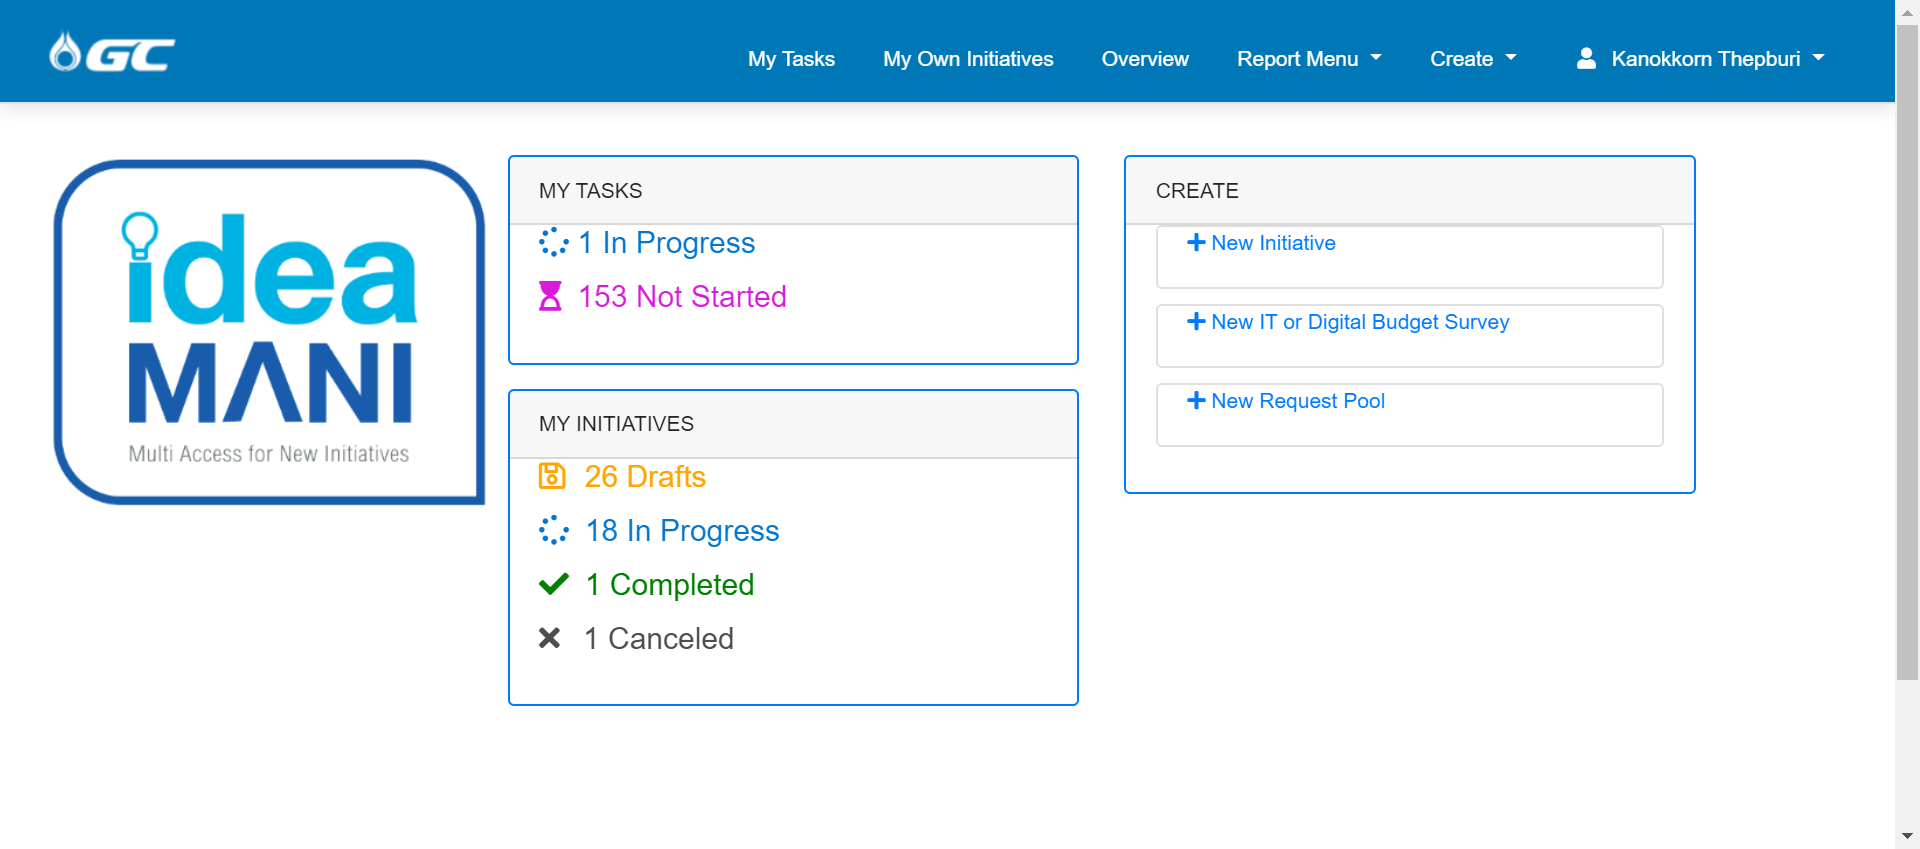 GC
My Tasks My Own Initiatives Overview Report Menu Create Kanokkorn Thepburi
idea
MANI
Multi Access for New Initiatives
MY TASKS
1 In Progress
153 Not Started
MY INITIATIVES
26 Drafts
18 In Progress
1 Completed
1 Canceled
CREATE
New Initiative
New IT or Digital Budget Survey
New Request Pool